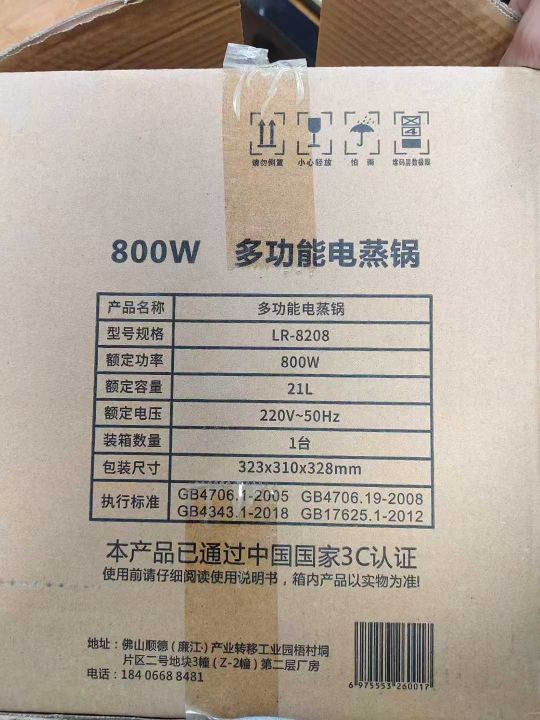 请勿倒置 小心轻放 怕雨 堆码层数极限
4
800W 多功能电蒸锅
产品名称 多功能电蒸锅
型号规格 LR-8208
额定功率 800W
额定容量 21L
额定电压 220V~50Hz
装箱数量 1台
包装尺寸 323x310x328mm
执行标准 GB4706.1-2005 GB4706.19-2008
GB4343.1-2018 GB17625.1-2012
本产品已通过中国国家3C认证
使用前请仔细阅读使用说明书，箱内产品以实物为准!
地址：佛山顺德(廉江)产业转移工业园梧村垌
片区二号地块3幢(Z-2幢)第二层厂房
电话：184 0668 8481
6 975553 260017